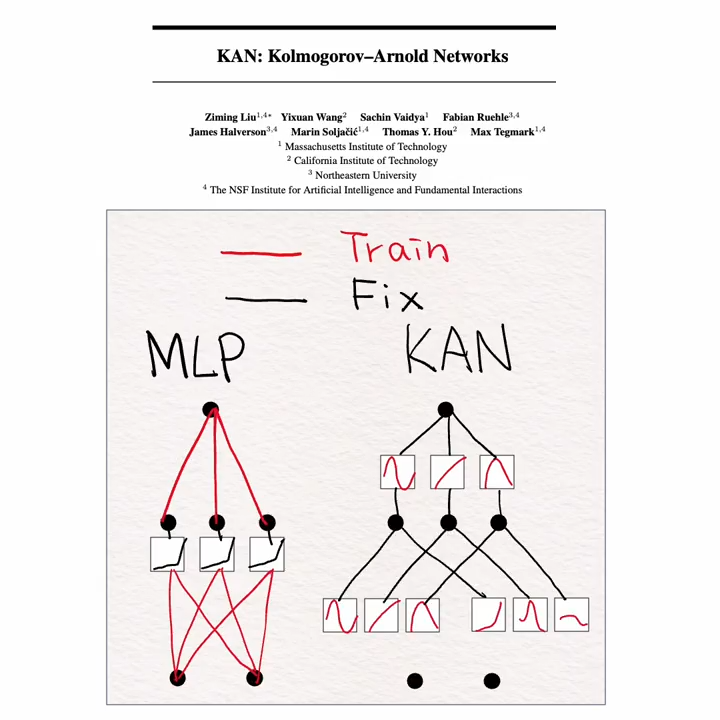 KAN: Kolmogorov–Arnold Networks
Ziming Liu¹,⁴* Yixuan Wang² Sachin Vaidya¹ Fabian Ruehle³,⁴
James Halverson³,⁴ Marin Soljačić¹,⁴ Thomas Y. Hou² Max Tegmark¹,⁴
¹ Massachusetts Institute of Technology
² California Institute of Technology
³ Northeastern University
⁴ The NSF Institute for Artificial Intelligence and Fundamental Interactions
Train
Fix
MLP KAN